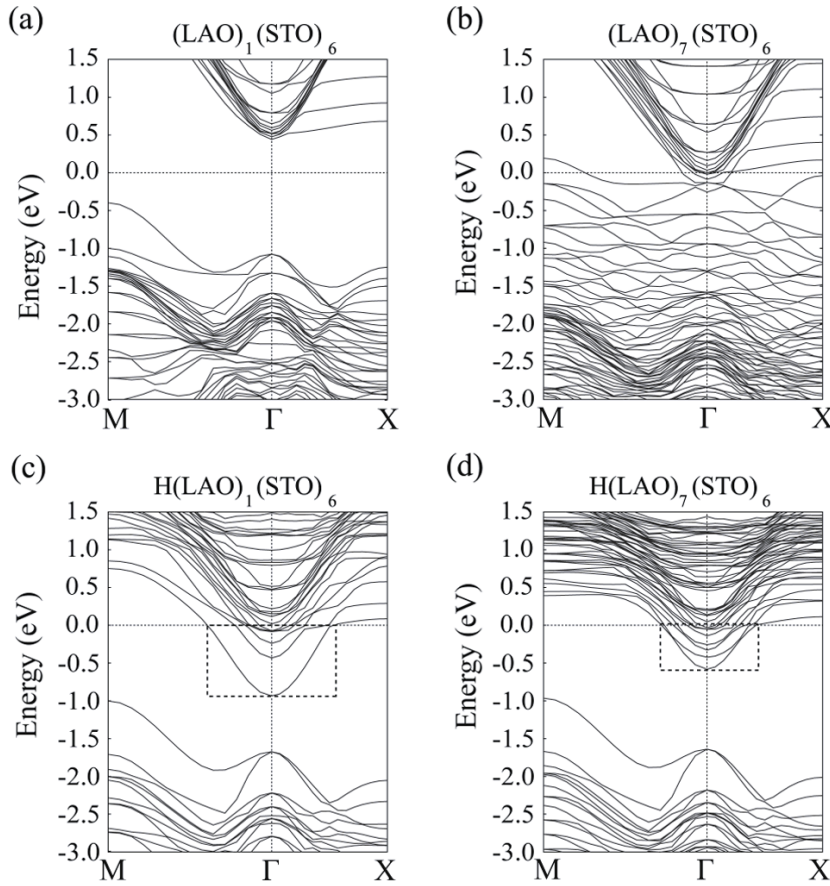 (a) (b)
(LAO)1(STO)6 (LAO)7(STO)6
1.5 1.5
1.0 1.0
0.5 0.5
0.0 0.0
-0.5 -0.5
-1.0 -1.0
-1.5 -1.5
-2.0 -2.0
-2.5 -2.5
-3.0 -3.0
Energy (eV) Energy (eV)
M Γ X M Γ X
(c) (d)
H(LAO)1(STO)6 H(LAO)7(STO)6
1.5 1.5
1.0 1.0
0.5 0.5
0.0 0.0
-0.5 -0.5
-1.0 -1.0
-1.5 -1.5
-2.0 -2.0
-2.5 -2.5
-3.0 -3.0
Energy (eV) Energy (eV)
M Γ X M Γ X